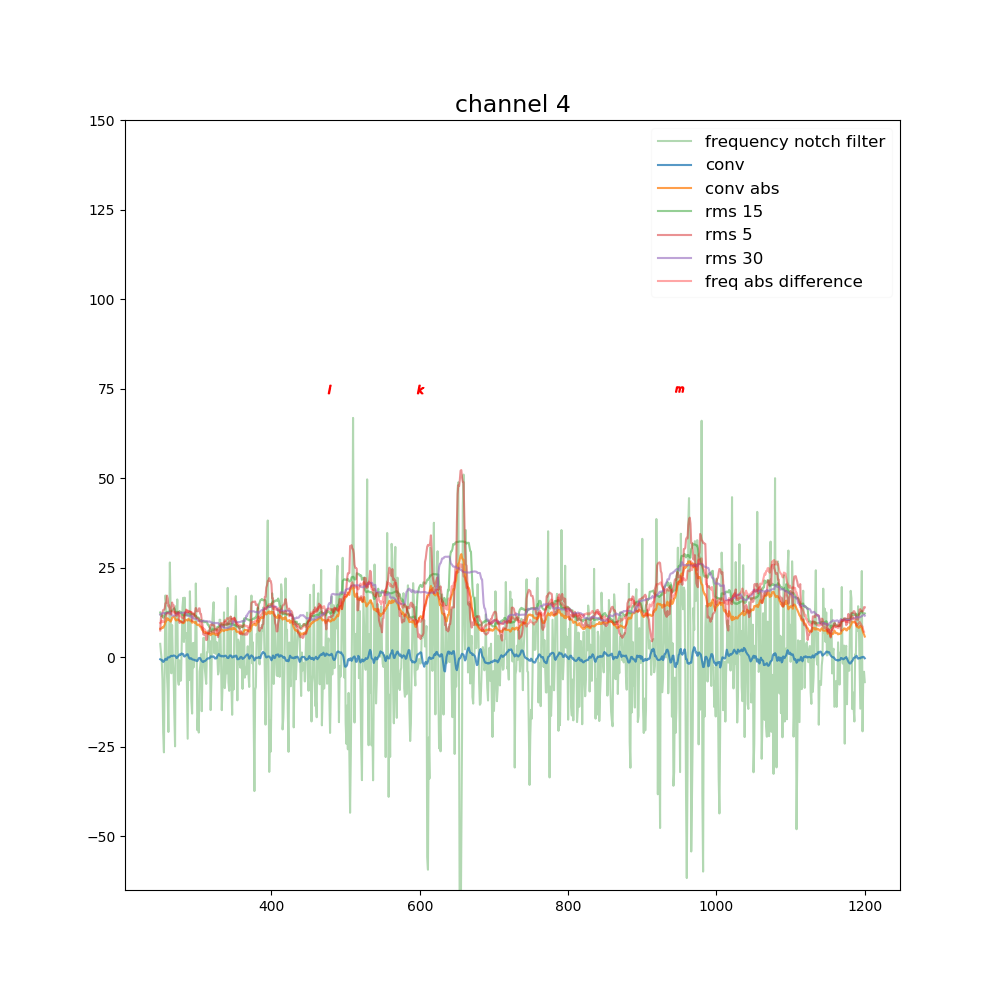 channel 4
150
125
100
75
50
25
0
−25
−50
400 600 800 1000 1200
frequency notch filter
conv
conv abs
rms 15
rms 5
rms 30
freq abs difference
l k m